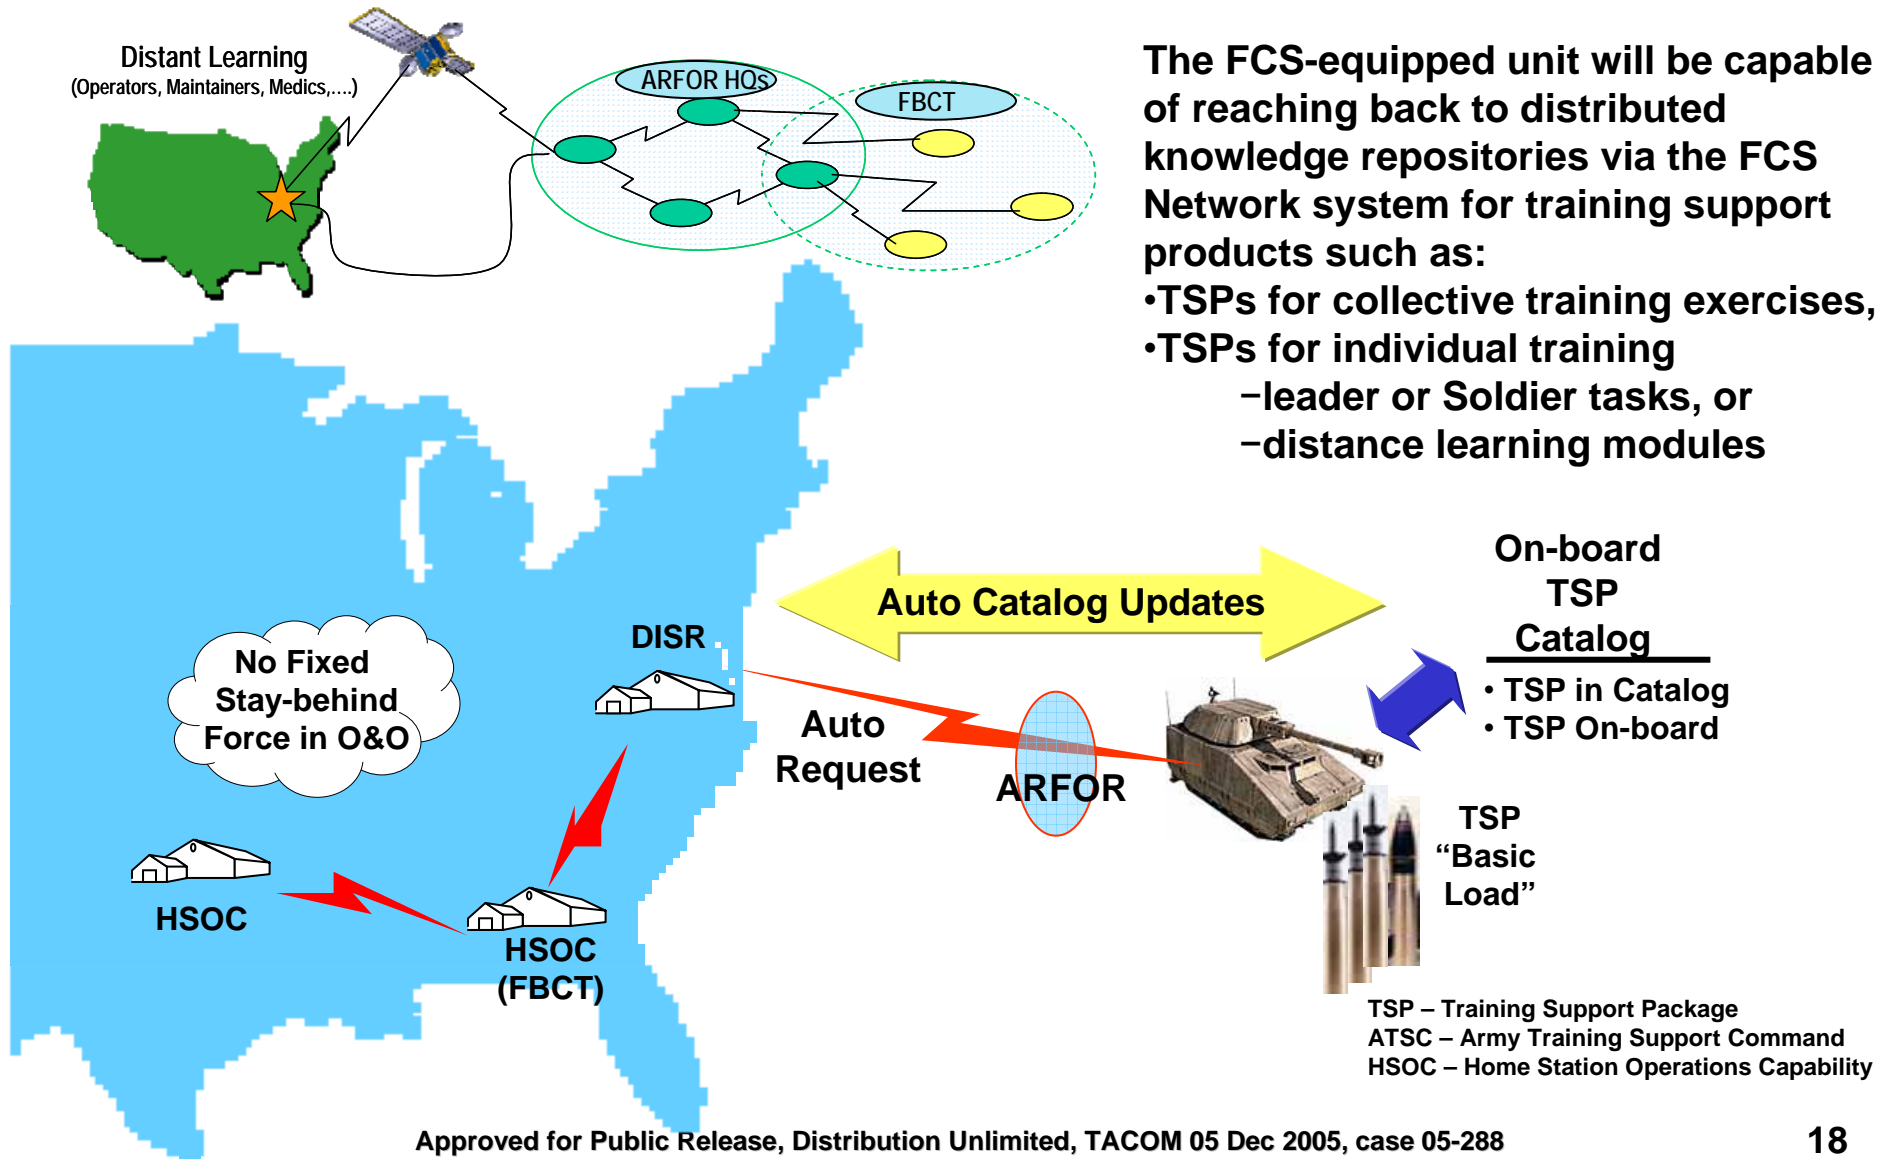 Distant Learning
(Operators, Maintainers, Medics,....)
ARFOR HQs
FBCT
The FCS-equipped unit will be capable
of reaching back to distributed
knowledge repositories via the FCS
Network system for training support
products such as:
•TSPs for collective training exercises,
•TSPs for individual training
−leader or Soldier tasks, or
−distance learning modules
Auto Catalog Updates
On-board
TSP
Catalog
• TSP in Catalog
• TSP On-board
DISR
No Fixed
Stay-behind
Force in O&O
Auto
Request
ARFOR
TSP
“Basic
Load”
HSOC
HSOC
(FBCT)
TSP – Training Support Package
ATSC – Army Training Support Command
HSOC – Home Station Operations Capability
Approved for Public Release, Distribution Unlimited, TACOM 05 Dec 2005, case 05-288
18